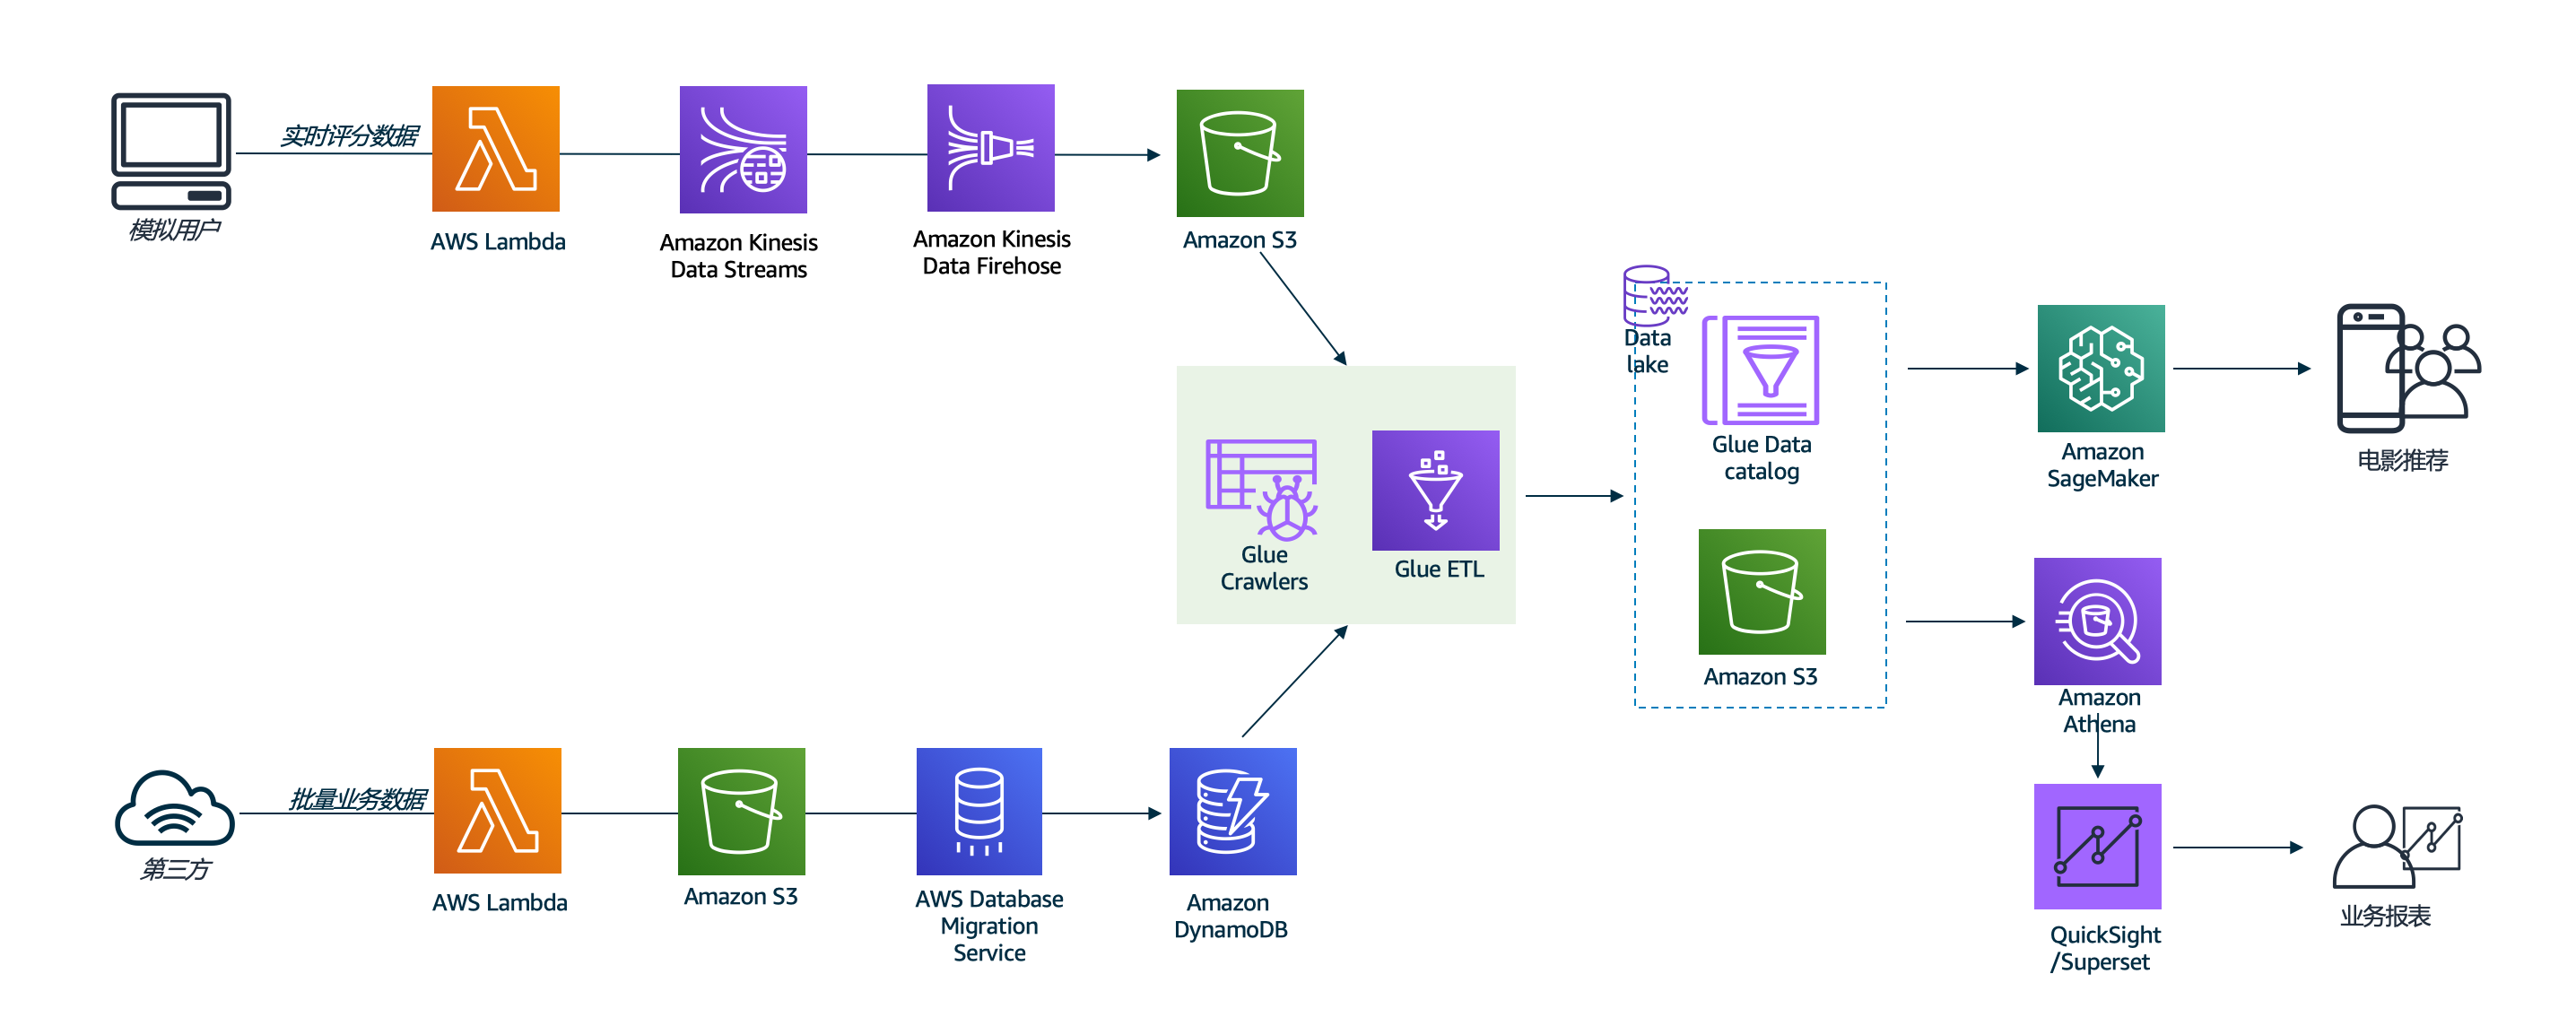 实时评分数据
模拟用户
AWS Lambda
Amazon Kinesis
Data Streams
Amazon Kinesis
Data Firehose
Amazon S3
Data
lake
Glue Data
catalog
Amazon
SageMaker
电影推荐
Glue
Crawlers
Glue ETL
Amazon S3
Amazon
Athena
批量业务数据
第三方
AWS Lambda
Amazon S3
AWS Database
Migration
Service
Amazon
DynamoDB
QuickSight
/Superset
业务报表